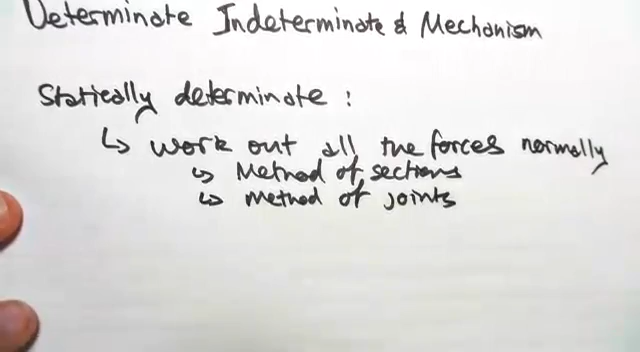 Determinate Indeterminate & Mechanism
Statically determinate :
↳ work out all the forces normally
↳ Method of sections
↳ method of joints